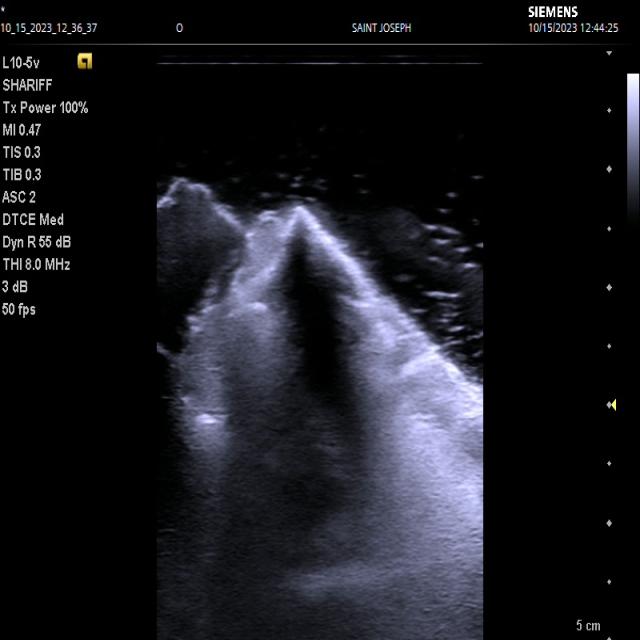 *
SIEMENS
10_15_2023_12_36_37 O SAINT JOSEPH 10/15/2023 12:44:25
L10-5v
SHARIFF
Tx Power 100%
MI 0.47
TIS 0.3
TIB 0.3
ASC 2
DTCE Med
Dyn R 55 dB
THI 8.0 MHz
3 dB
50 fps
5 cm